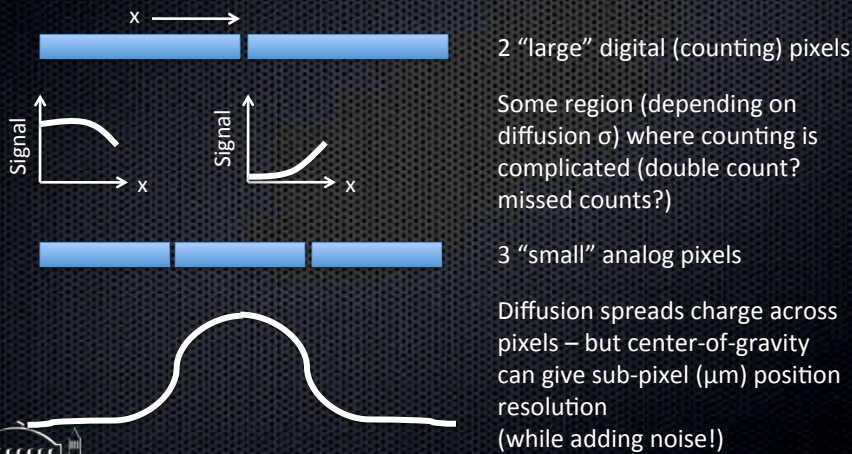 x
2 “large” digital (counting) pixels
Signal
x
Signal
x
Some region (depending on
diffusion σ) where counting is
complicated (double count?
missed counts?)
3 “small” analog pixels
Diffusion spreads charge across
pixels – but center-of-gravity
can give sub-pixel (μm) position
resolution
(while adding noise!)